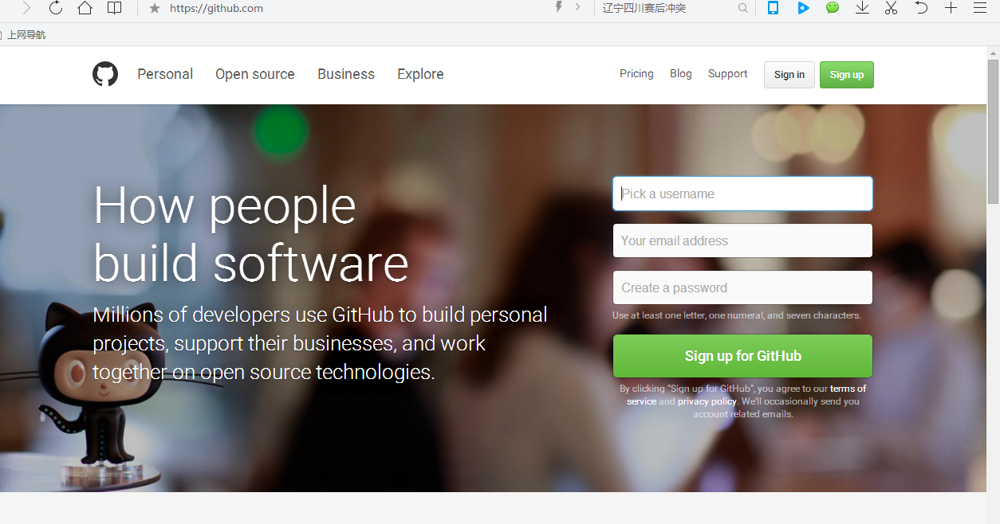 https://github.com
辽宁四川赛后冲突
上网导航
Personal
Open source
Business
Explore
Pricing
Blog
Support
Sign in
Sign up
How people
build software
Millions of developers use GitHub to build personal
projects, support their businesses, and work
together on open source technologies.
Pick a username
Your email address
Create a password
Use at least one letter, one numeral, and seven characters.
Sign up for GitHub
By clicking "Sign up for GitHub", you agree to our terms of
service and privacy policy. We'll occasionally send you
account related emails.